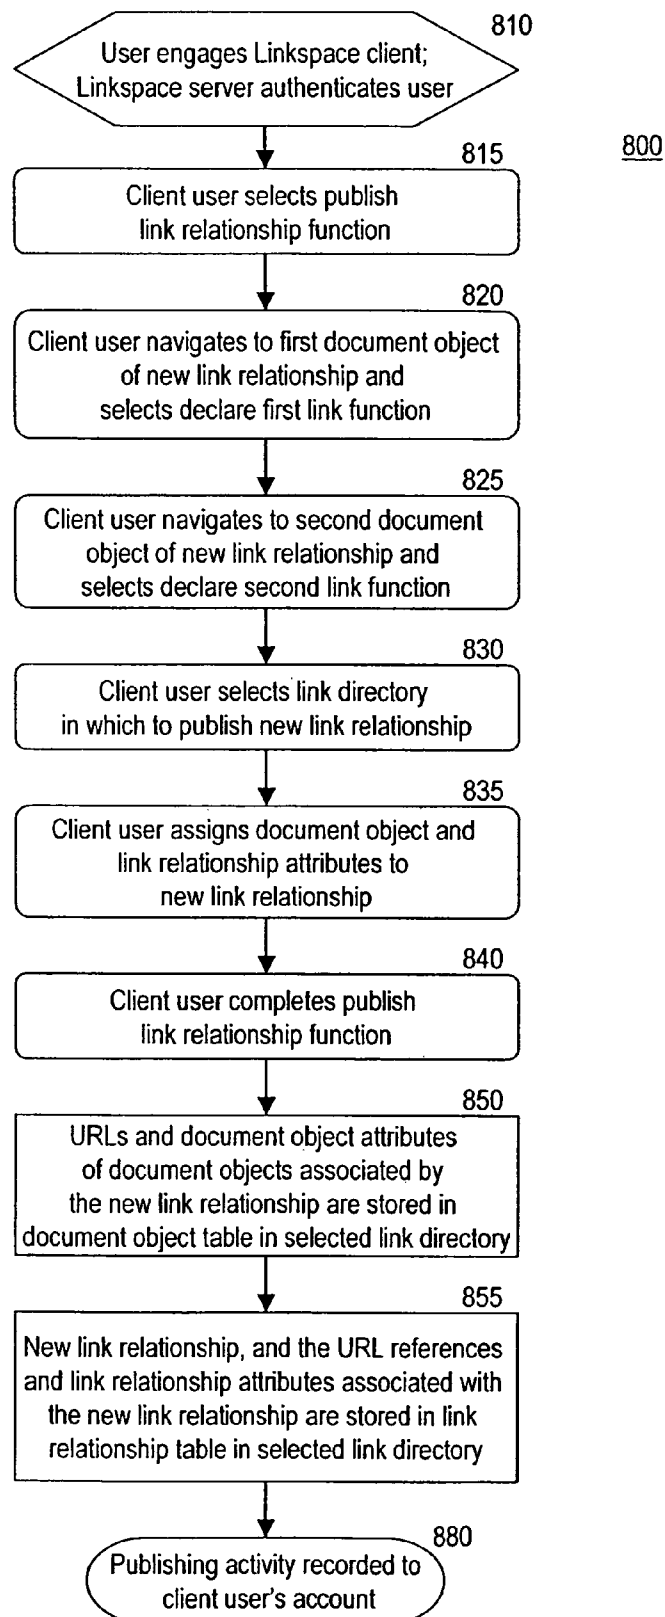 810
User engages Linkspace client;
Linkspace server authenticates user
800
815
Client user selects publish
link relationship function
820
Client user navigates to first document object
of new link relationship and
selects declare first link function
825
Client user navigates to second document
object of new link relationship and
selects declare second link function
830
Client user selects link directory
in which to publish new link relationship
835
Client user assigns document object and
link relationship attributes to
new link relationship
840
Client user completes publish
link relationship function
850
URLs and document object attributes
of document objects associated by
the new link relationship are stored in
document object table in selected link directory
855
New link relationship, and the URL references
and link relationship attributes associated with
the new link relationship are stored in link
relationship table in selected link directory
880
Publishing activity recorded to
client user's account